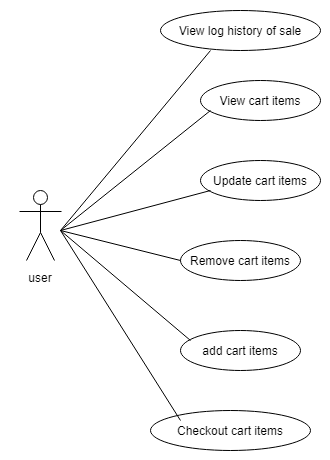 View log history of sale
View cart items
Update cart items
Remove cart items
user
add cart items
Checkout cart items